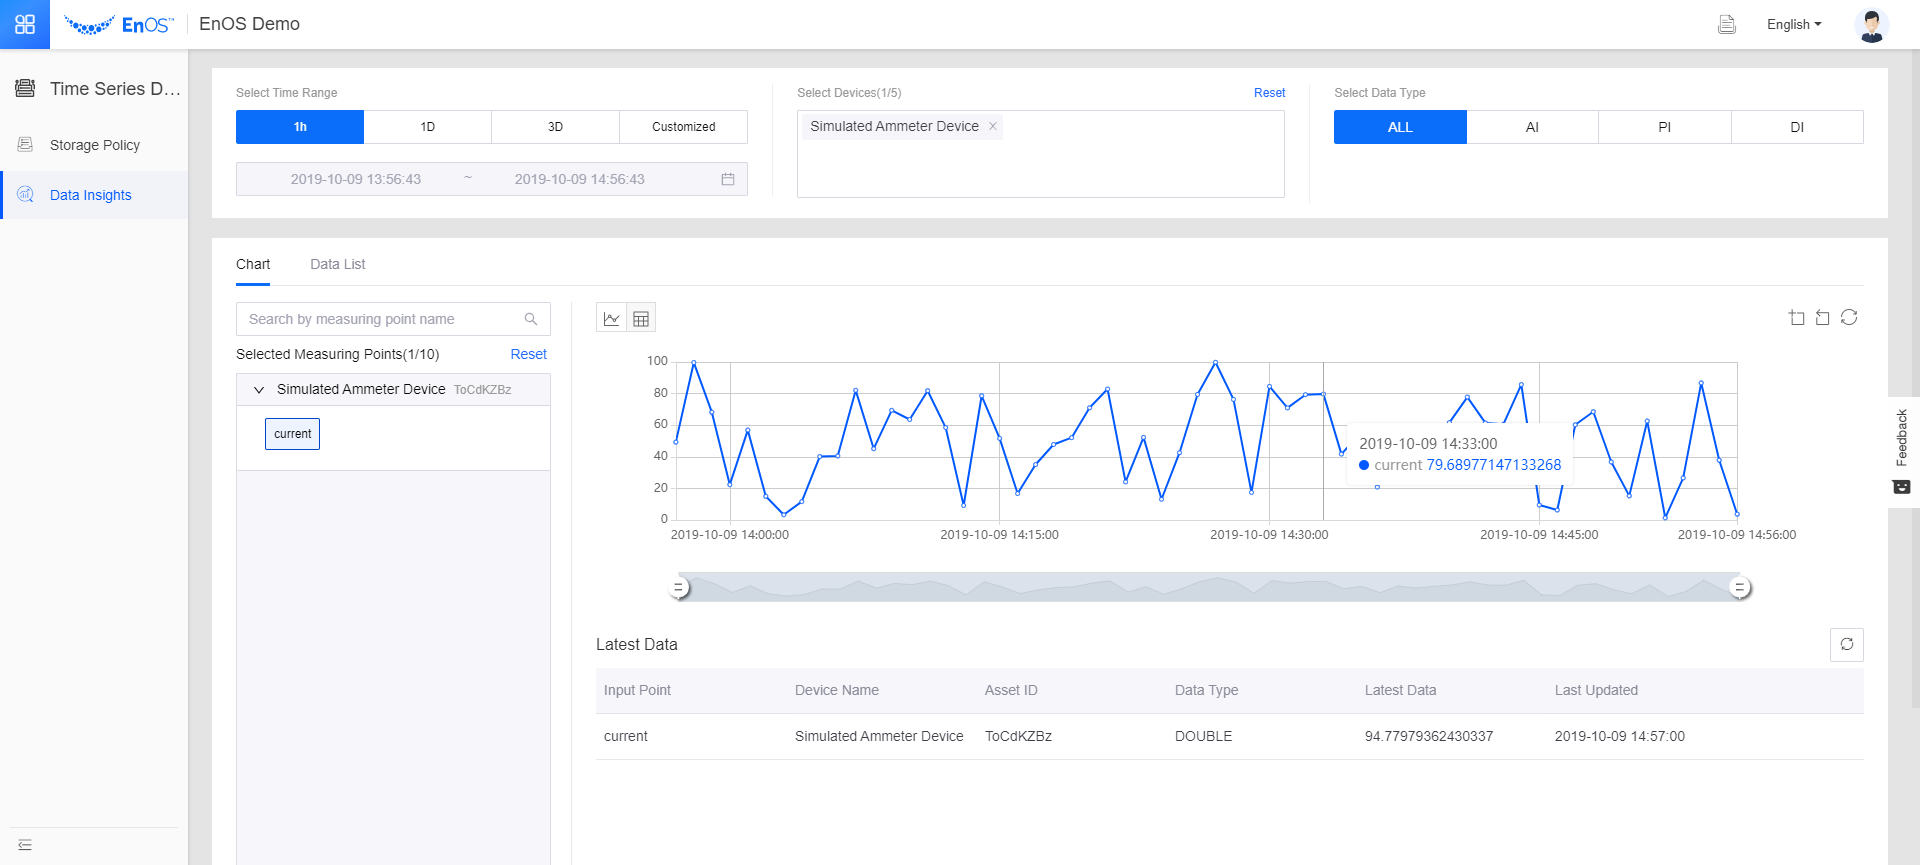 EnOS™
EnOS Demo
English
Time Series D...
Storage Policy
Data Insights
Select Time Range
1h
1D
3D
Customized
2019-10-09 13:56:43 ~ 2019-10-09 14:56:43
Select Devices(1/5)
Reset
Simulated Ammeter Device ×
Select Data Type
ALL
AI
PI
DI
Chart
Data List
Search by measuring point name
Selected Measuring Points(1/10)
Reset
Simulated Ammeter Device ToCdKZBz
current
100
80
60
40
20
0
2019-10-09 14:00:00
2019-10-09 14:15:00
2019-10-09 14:30:00
2019-10-09 14:45:00
2019-10-09 14:56:00
2019-10-09 14:33:00
current 79.68977147133268
Feedback
Latest Data
Input Point Device Name Asset ID Data Type Latest Data Last Updated
current Simulated Ammeter Device ToCdKZBz DOUBLE 94.77979362430337 2019-10-09 14:57:00